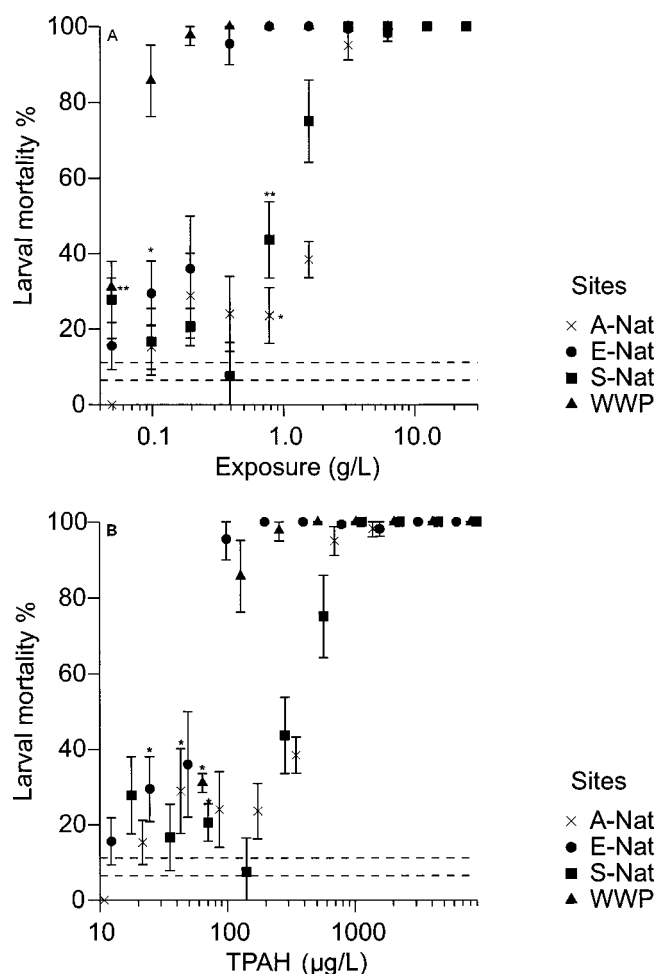 A
100
80
60
40
20
0
Larval mortality %
**
*
**
*
0.1
1.0
10.0
Exposure (g/L)
Sites
A-Nat
E-Nat
S-Nat
WWP
B
100
80
60
40
20
0
Larval mortality %
*
*
*
*
10
100
1000
TPAH (µg/L)
Sites
A-Nat
E-Nat
S-Nat
WWP